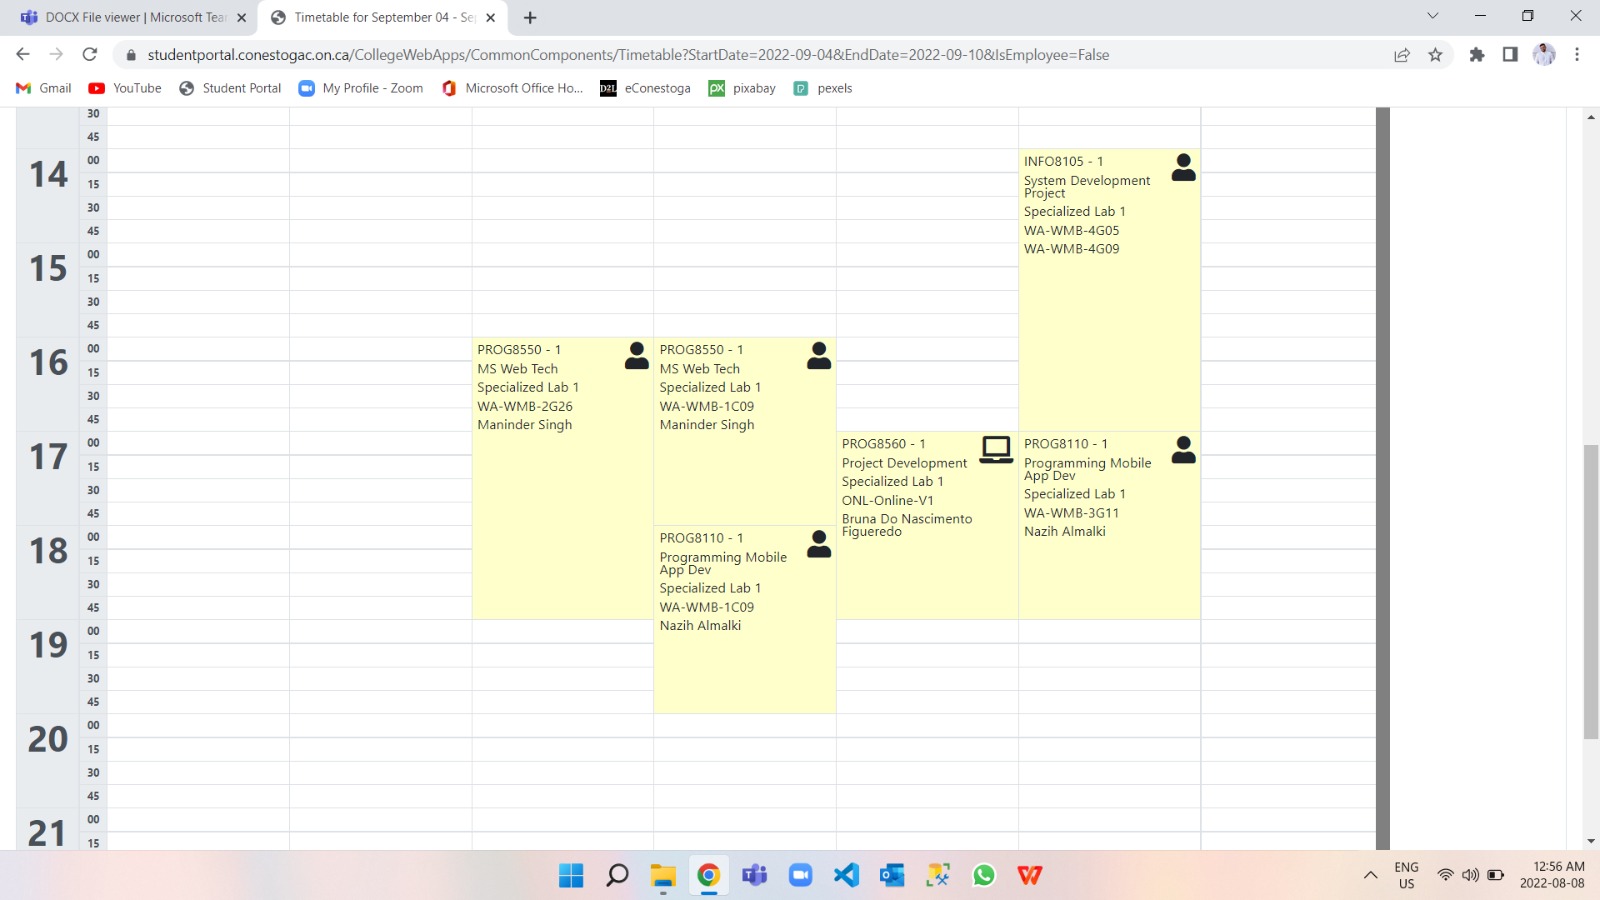 DOCX File viewer | Microsoft Tea
Timetable for September 04 - Se
studentportal.conestogac.on.ca/CollegeWebApps/CommonComponents/Timetable?StartDate=2022-09-04&EndDate=2022-09-10&IsEmployee=False
Gmail
YouTube
Student Portal
My Profile - Zoom
Microsoft Office Ho...
D2L
eConestoga
px
pixabay
pexels
30
45
14
00
15
30
45
15
00
15
30
45
16
00
15
30
45
17
00
15
30
45
18
00
15
30
45
19
00
15
30
45
20
00
15
30
45
21
00
15
PROG8550 - 1
MS Web Tech
Specialized Lab 1
WA-WMB-2G26
Maninder Singh
PROG8550 - 1
MS Web Tech
Specialized Lab 1
WA-WMB-1C09
Maninder Singh
PROG8110 - 1
Programming Mobile
App Dev
Specialized Lab 1
WA-WMB-1C09
Nazih Almalki
PROG8560 - 1
Project Development
Specialized Lab 1
ONL-Online-V1
Bruna Do Nascimento
Figueredo
INFO8105 - 1
System Development
Project
Specialized Lab 1
WA-WMB-4G05
WA-WMB-4G09
PROG8110 - 1
Programming Mobile
App Dev
Specialized Lab 1
WA-WMB-3G11
Nazih Almalki
ENG
US
12:56 AM
2022-08-08